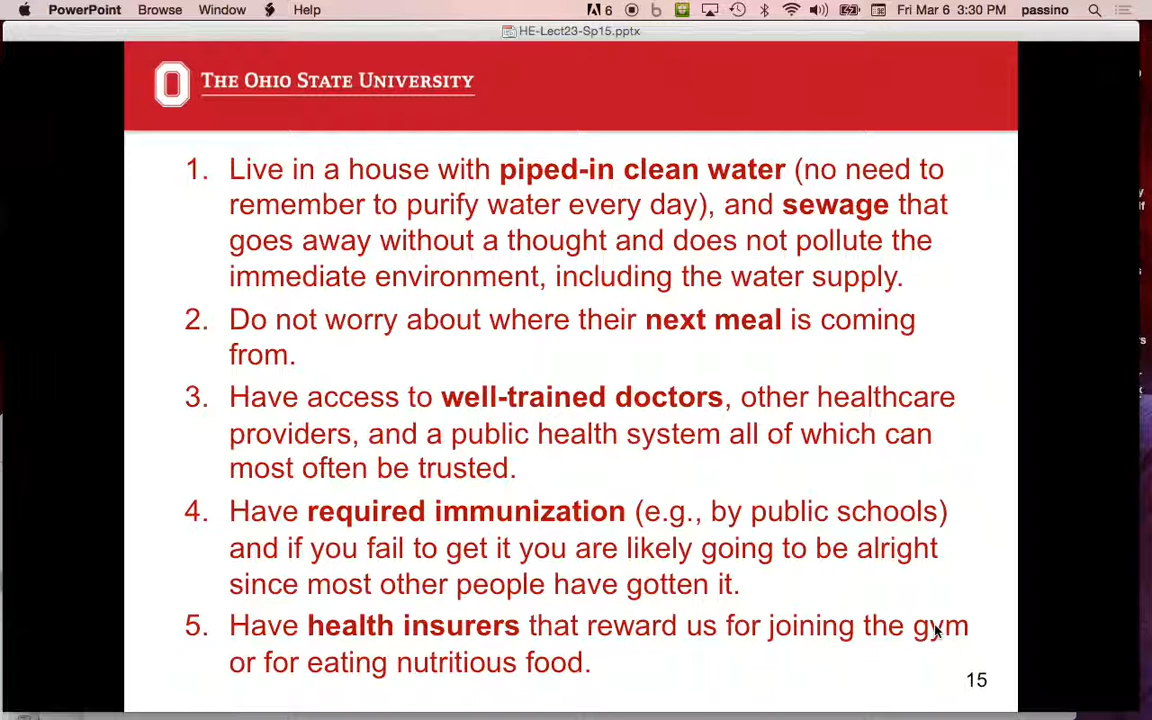 PowerPoint Browse Window Help 6 Fri Mar 6 3:30 PM passino
HE-Lect23-Sp15.pptx
THE OHIO STATE UNIVERSITY
1. Live in a house with piped-in clean water (no need to
remember to purify water every day), and sewage that
goes away without a thought and does not pollute the
immediate environment, including the water supply.
2. Do not worry about where their next meal is coming
from.
3. Have access to well-trained doctors, other healthcare
providers, and a public health system all of which can
most often be trusted.
4. Have required immunization (e.g., by public schools)
and if you fail to get it you are likely going to be alright
since most other people have gotten it.
5. Have health insurers that reward us for joining the gym
or for eating nutritious food.
15